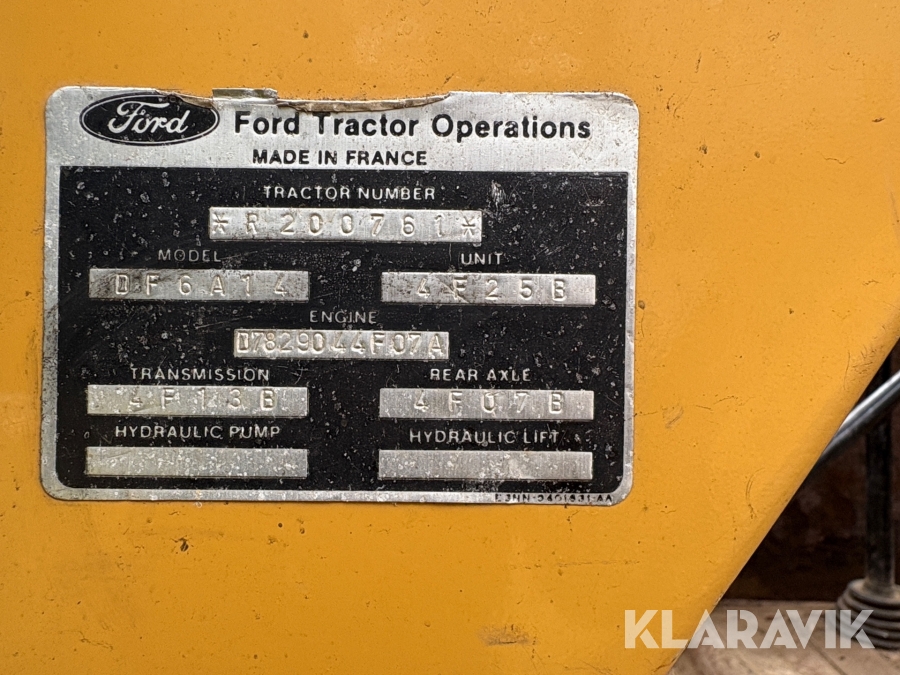 Ford Ford Tractor Operations
MADE IN FRANCE
TRACTOR NUMBER
*R200761*
MODEL UNIT
DF6A14 4F25B
ENGINE
D7829044F07A
TRANSMISSION REAR AXLE
4F13B 4F07B
HYDRAULIC PUMP HYDRAULIC LIFT
KLARAVIK